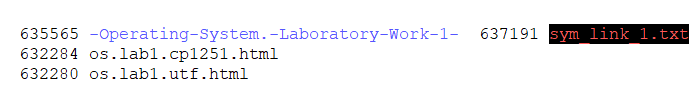 635565 -Operating-System.-Laboratory-Work-1- 637191 sym_link_1.txt
632284 os.lab1.cp1251.html
632280 os.lab1.utf.html